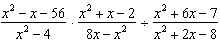 (x² − x − 56)/(x² − 4) · (x² + x − 2)/(8x − x²) ÷ (x² + 6x − 7)/(x² + 2x − 8)